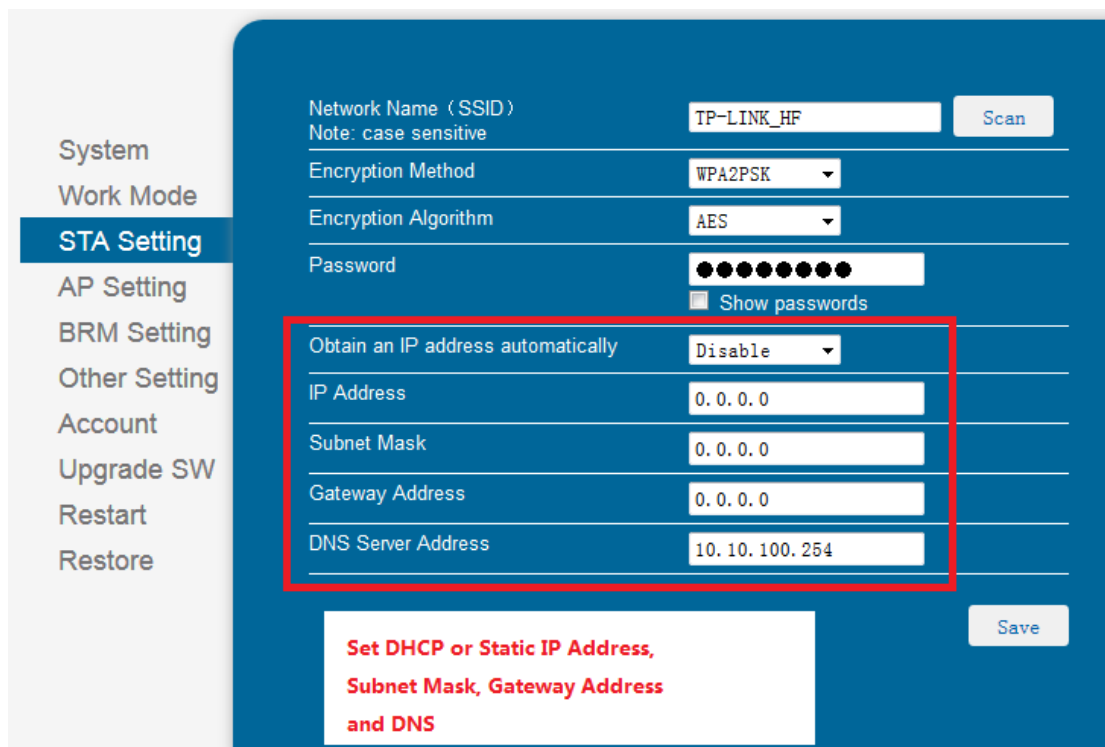 System
Work Mode
STA Setting
AP Setting
BRM Setting
Other Setting
Account
Upgrade SW
Restart
Restore
Network Name（SSID）
Note: case sensitive
TP-LINK_HF
Scan
Encryption Method
WPA2PSK
Encryption Algorithm
AES
Password
●●●●●●●●
Show passwords
Obtain an IP address automatically
Disable
IP Address
0.0.0.0
Subnet Mask
0.0.0.0
Gateway Address
0.0.0.0
DNS Server Address
10.10.100.254
Save
Set DHCP or Static IP Address,
Subnet Mask, Gateway Address
and DNS